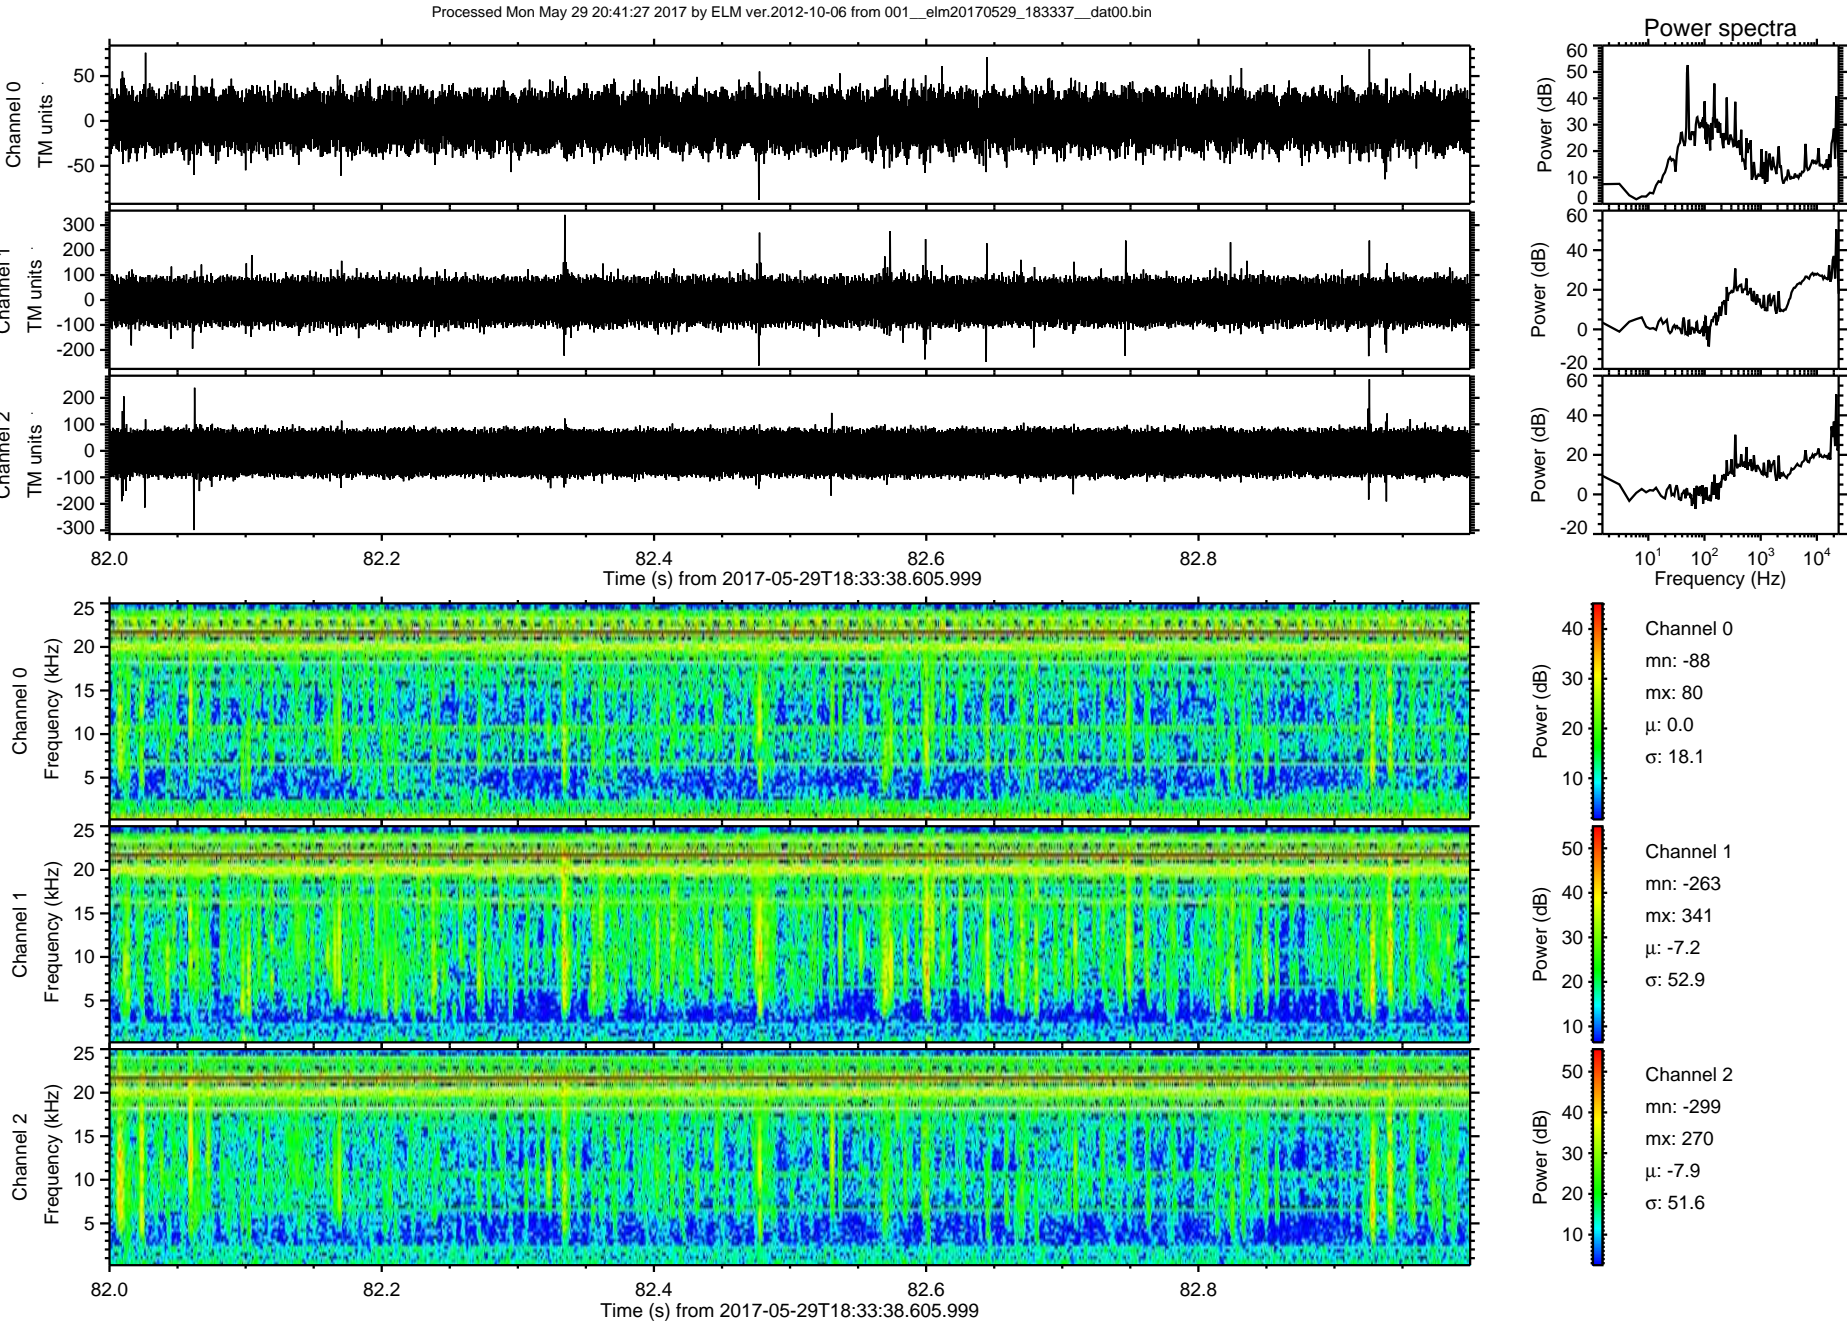 Processed Mon May 29 20:41:27 2017 by ELM ver.2012-10-06 from 001__elm20170529_183337__dat00.bin
Power spectra
Channel 0
TM units
50
0
-50
Power (dB)
60
50
40
30
20
10
0
Channel 1
TM units
300
200
100
0
-100
-200
Power (dB)
60
40
20
0
-20
Channel 2
TM units
200
100
0
-100
-200
-300
Power (dB)
60
40
20
0
-20
82.0 82.2 82.4 82.6 82.8
Time (s) from 2017-05-29T18:33:38.605.999
10¹ 10² 10³ 10⁴
Frequency (Hz)
Channel 0
Frequency (kHz)
25
20
15
10
5
Power (dB)
40
30
20
10
Channel 0
mn: -88
mx: 80
μ: 0.0
σ: 18.1
Channel 1
Frequency (kHz)
25
20
15
10
5
Power (dB)
50
40
30
20
10
Channel 1
mn: -263
mx: 341
μ: -7.2
σ: 52.9
Channel 2
Frequency (kHz)
25
20
15
10
5
Power (dB)
50
40
30
20
10
Channel 2
mn: -299
mx: 270
μ: -7.9
σ: 51.6
82.0 82.2 82.4 82.6 82.8
Time (s) from 2017-05-29T18:33:38.605.999